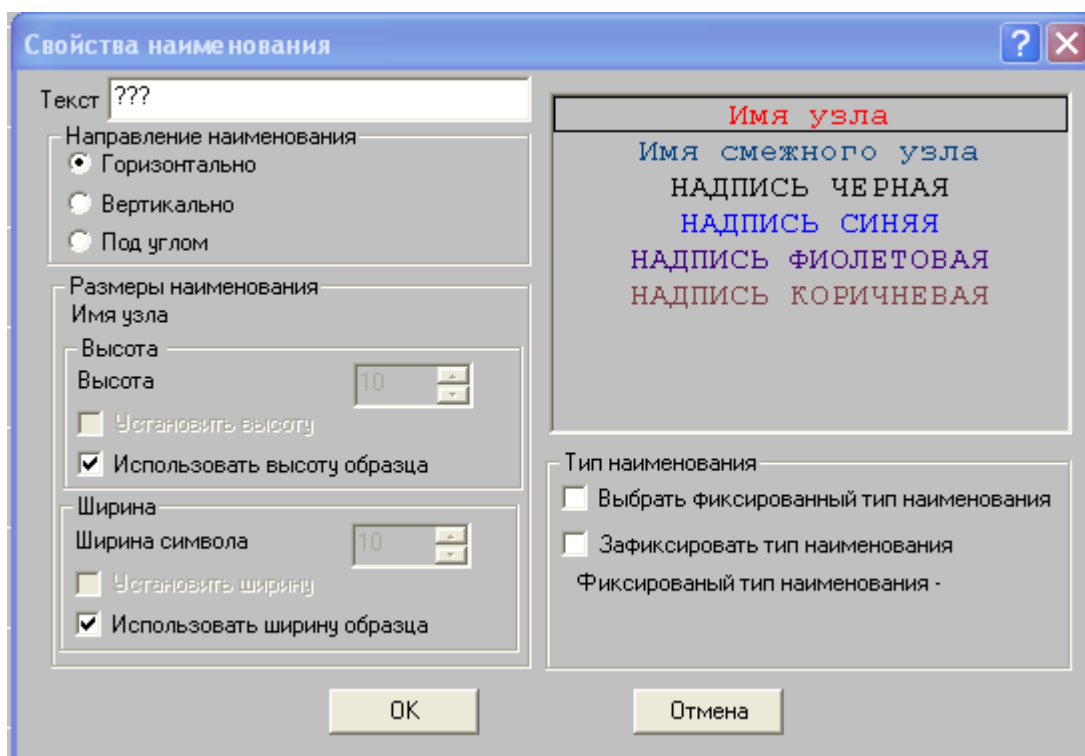 Свойства наименования
Текст ???
Направление наименования
Горизонтально
Вертикально
Под углом
Размеры наименования
Имя узла
Высота
Высота 10
Установить высоту
Использовать высоту образца
Ширина
Ширина символа 10
Установить ширину
Использовать ширину образца
Имя узла
Имя смежного узла
НАДПИСЬ ЧЕРНАЯ
НАДПИСЬ СИНЯЯ
НАДПИСЬ ФИОЛЕТОВАЯ
НАДПИСЬ КОРИЧНЕВАЯ
Тип наименования
Выбрать фиксированный тип наименования
Зафиксировать тип наименования
Фиксированый тип наименования -
OK
Отмена